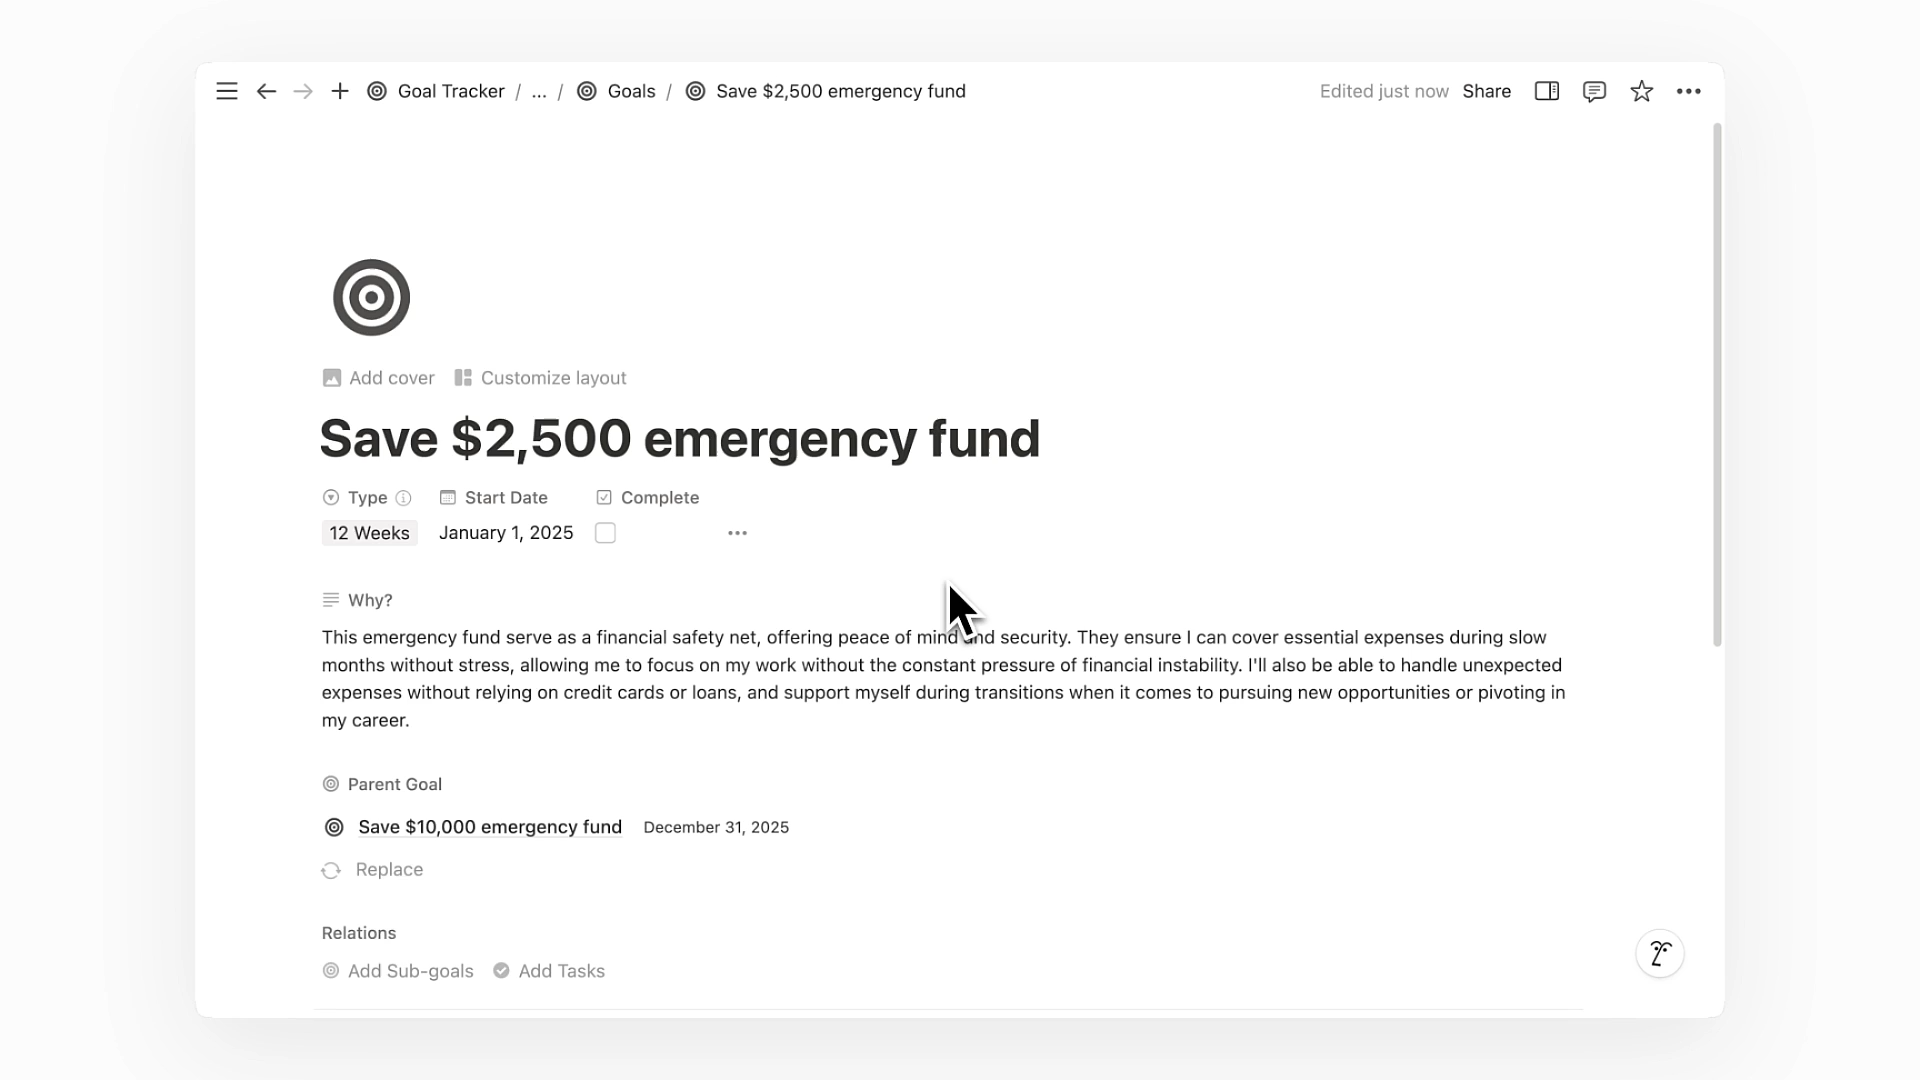 Goal Tracker / ... / Goals / Save $2,500 emergency fund
Edited just now Share
Add cover Customize layout
Save $2,500 emergency fund
Type Start Date Complete
12 Weeks January 1, 2025
Why?
This emergency fund serve as a financial safety net, offering peace of mind and security. They ensure I can cover essential expenses during slow
months without stress, allowing me to focus on my work without the constant pressure of financial instability. I'll also be able to handle unexpected
expenses without relying on credit cards or loans, and support myself during transitions when it comes to pursuing new opportunities or pivoting in
my career.
Parent Goal
Save $10,000 emergency fund December 31, 2025
Replace
Relations
Add Sub-goals Add Tasks